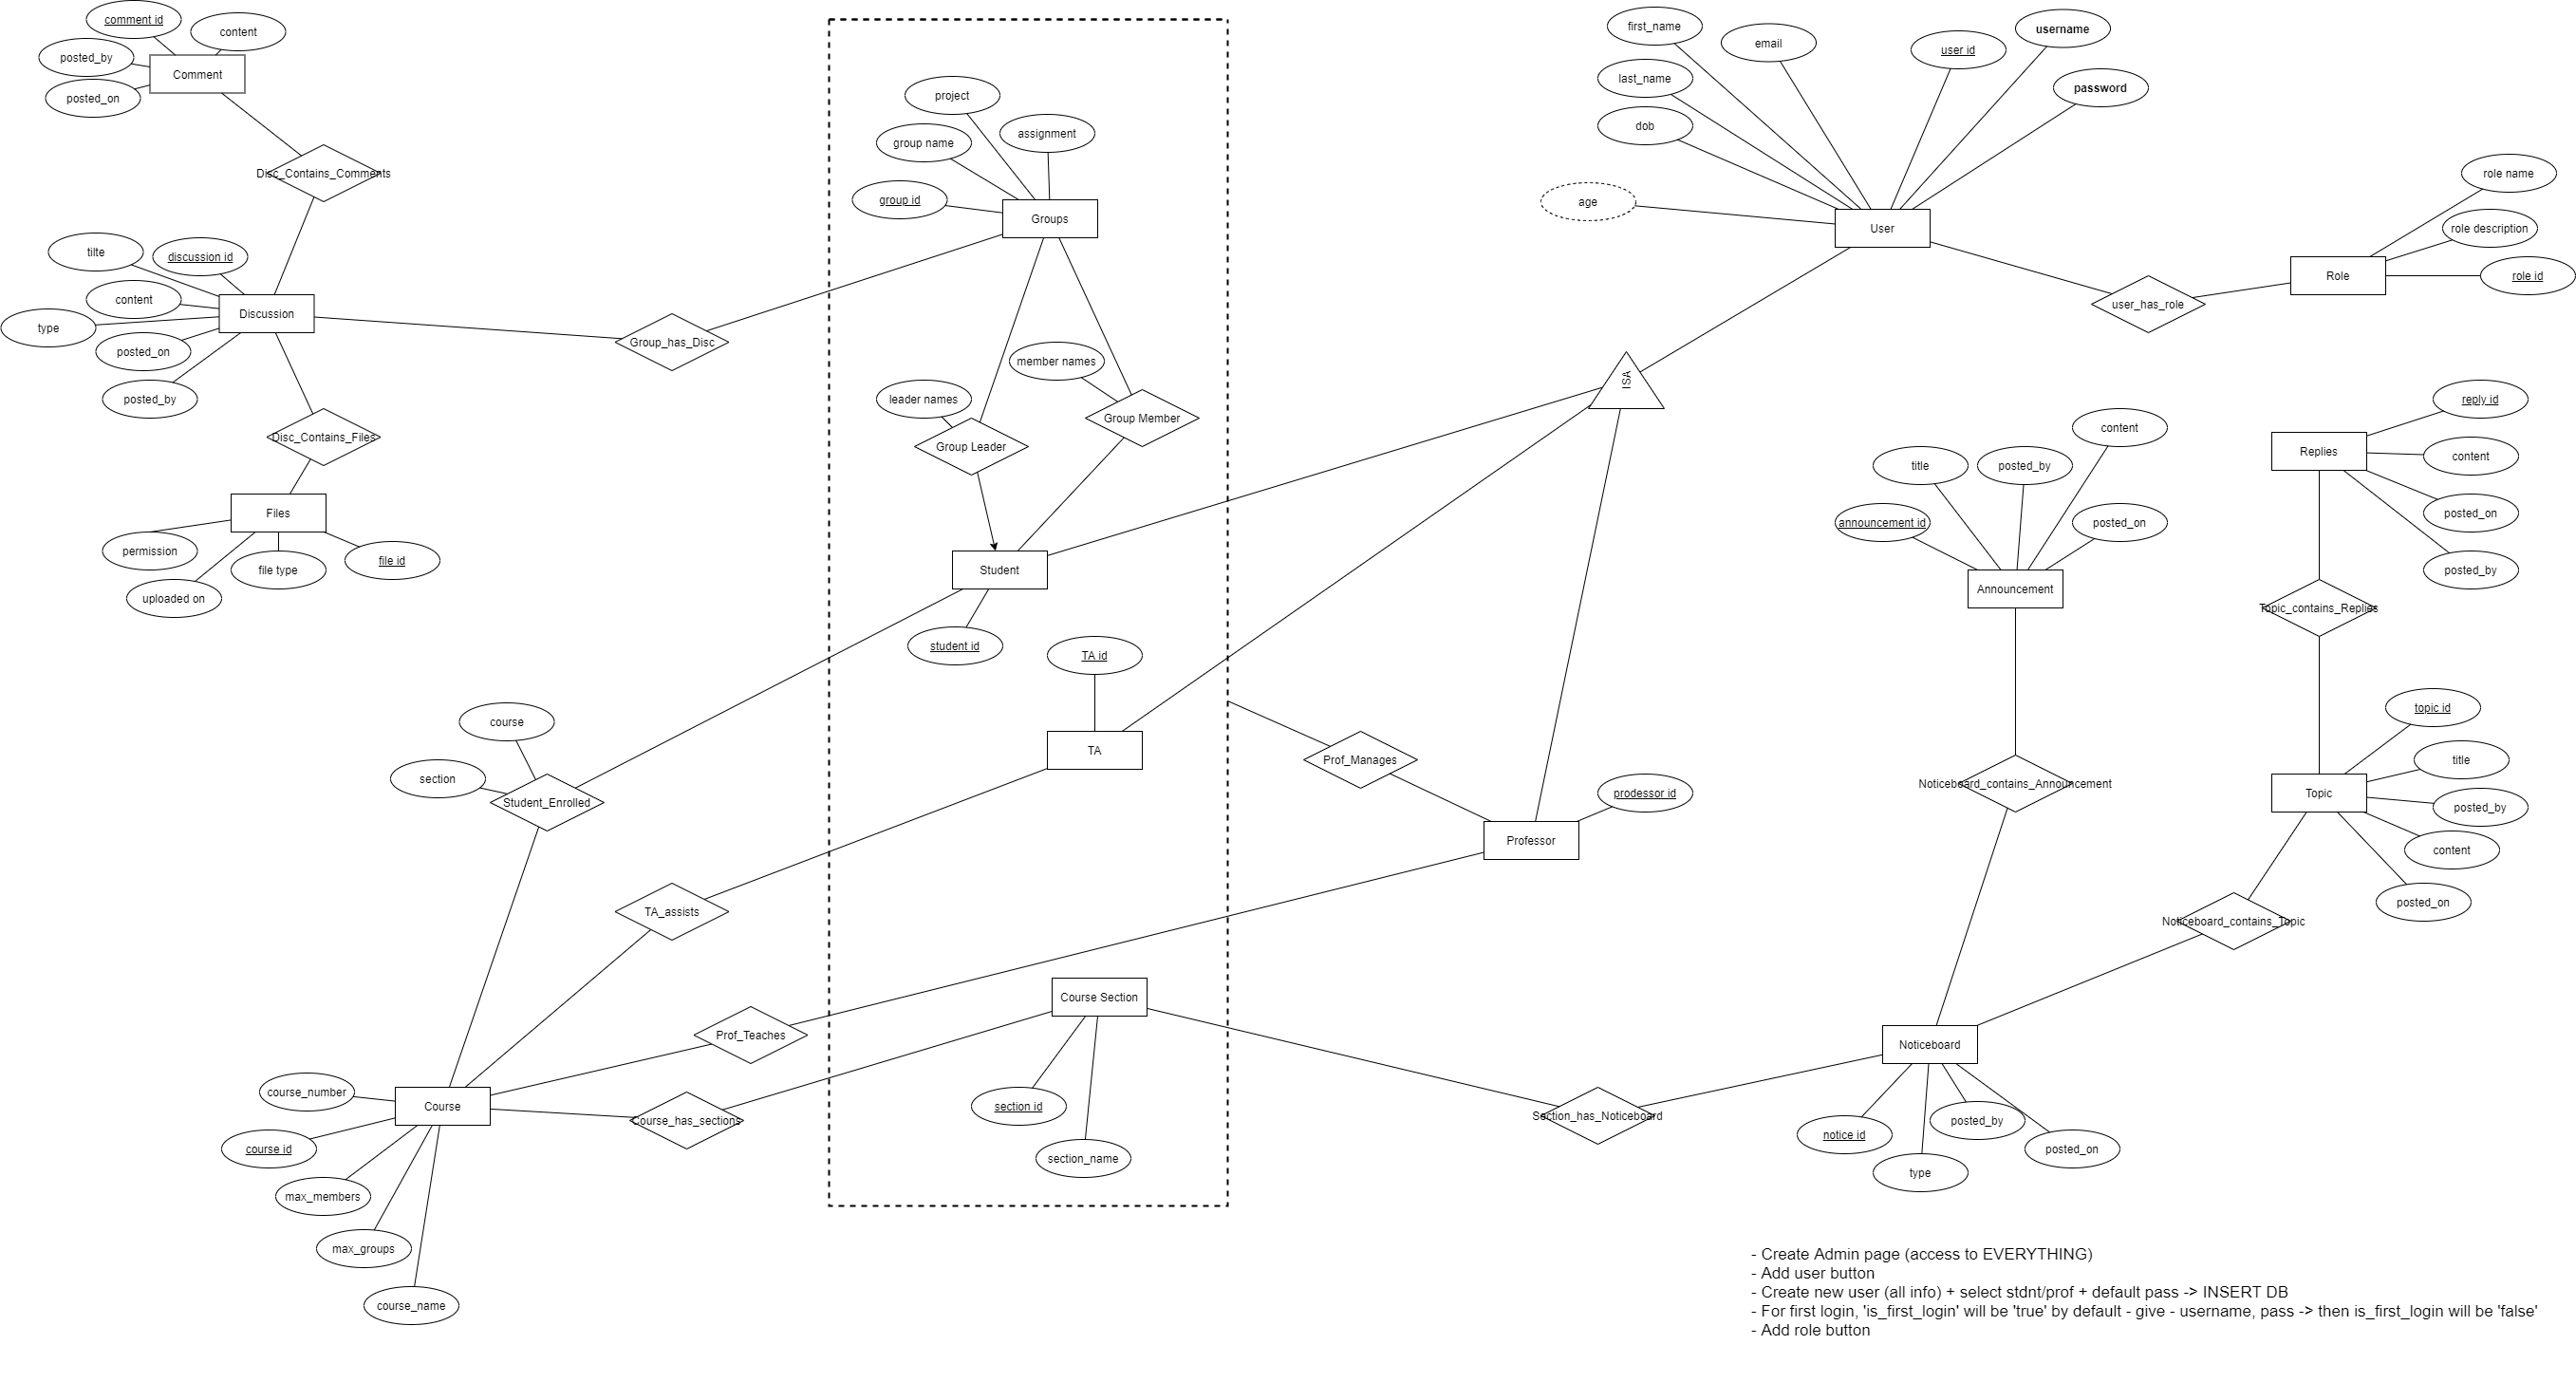 comment id
content
posted_by
Comment
posted_on
Disc_Contains_Comments
tilte
discussion id
content
type
Discussion
posted_on
posted_by
Disc_Contains_Files
Files
permission
file type
file id
uploaded on
Group_has_Disc
project
group name
assignment
group id
Groups
member names
leader names
Group Member
Group Leader
Student
student id
TA id
TA
course
section
Student_Enrolled
TA_assists
Prof_Teaches
Course Section
course_number
Course
Course_has_sections
course id
section id
max_members
section_name
max_groups
course_name
first_name
email
user id
username
last_name
password
dob
age
User
role name
role description
Role
role id
user_has_role
ISA
reply id
Replies
content
posted_on
posted_by
Topic_contains_Replies
content
title
posted_by
announcement id
posted_on
Announcement
Prof_Manages
prodessor id
Professor
Noticeboard_contains_Announcement
topic id
title
Topic
posted_by
content
posted_on
Noticeboard_contains_Topic
Noticeboard
Section_has_Noticeboard
notice id
posted_by
posted_on
type
- Create Admin page (access to EVERYTHING)
- Add user button
- Create new user (all info) + select stdnt/prof + default pass -> INSERT DB
- For first login, 'is_first_login' will be 'true' by default - give - username, pass -> then is_first_login will be 'false'
- Add role button